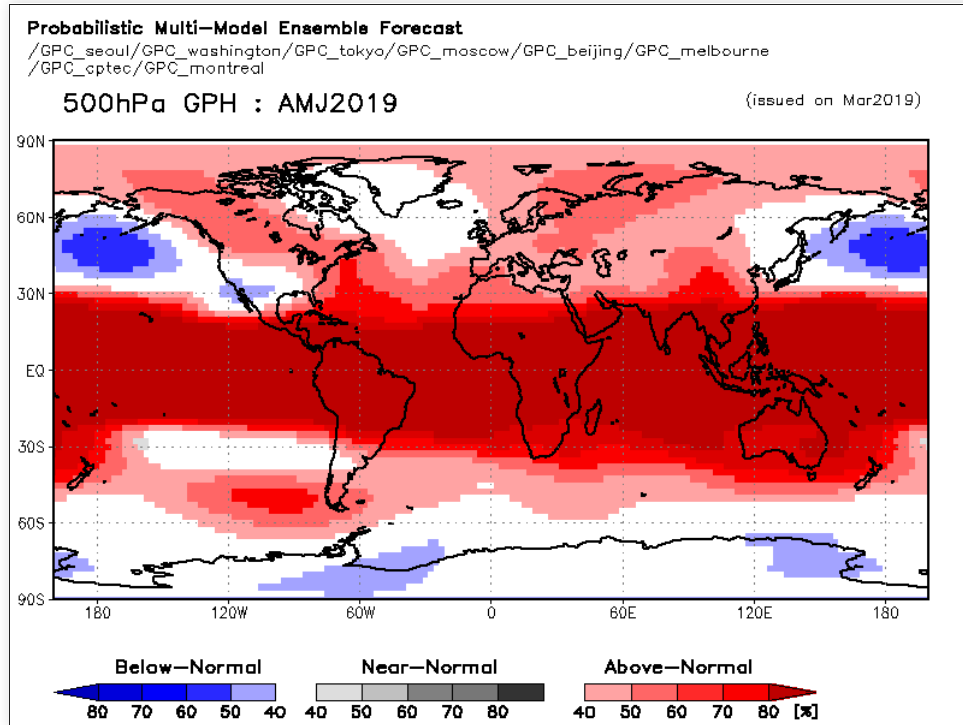 Probabilistic Multi-Model Ensemble Forecast
/GPC_seoul/GPC_washington/GPC_tokyo/GPC_moscow/GPC_beijing/GPC_melbourne
/GPC_cptec/GPC_montreal
500hPa GPH : AMJ2019
(issued on Mar2019)
90N
60N
30N
EQ
30S
60S
90S
180 120W 60W 0 60E 120E 180
Below-Normal Near-Normal Above-Normal
80 70 60 50 40 40 50 60 70 80 40 50 60 70 80 [%]